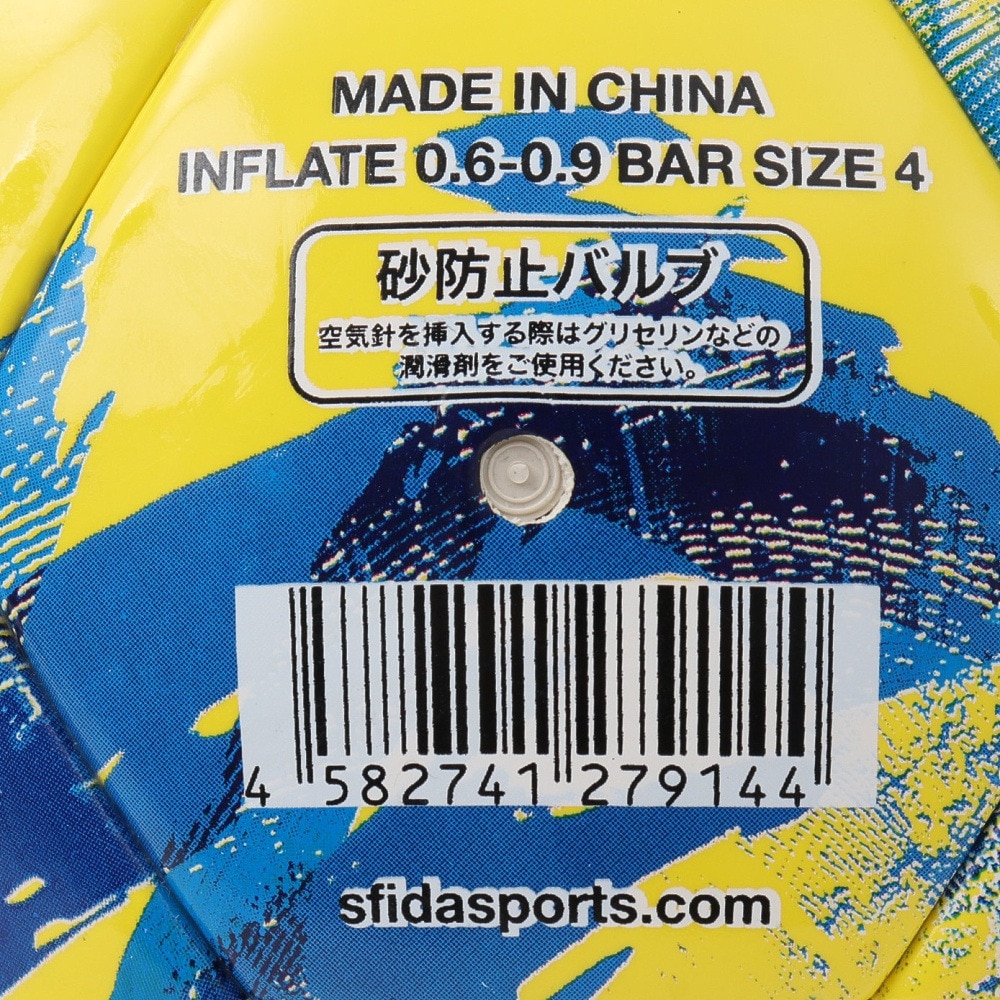 MADE IN CHINA
INFLATE 0.6-0.9 BAR SIZE 4
砂防止バルブ
空気針を挿入する際はグリセリンなどの
潤滑剤をご使用ください。
4 582741 279144
sfidasports.com